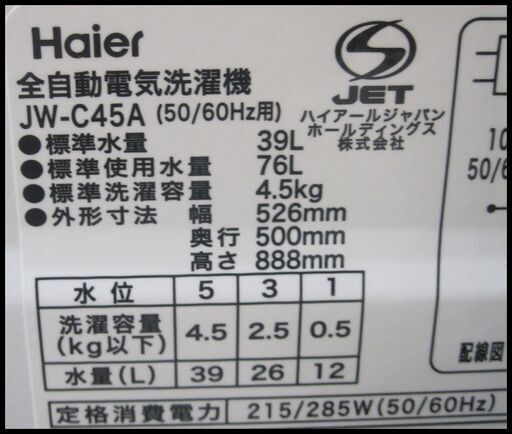 Haier
全自動電気洗濯機
JW-C45A (50/60Hz用)
JET
ハイアールジャパン
ホールディングス
株式会社
●標準水量 39L
●標準使用水量 76L
●標準洗濯容量 4.5kg
●外形寸法 幅 526mm
奥行 500mm
高さ 888mm
水位 5 3 1
洗濯容量(kg以下) 4.5 2.5 0.5
水量(L) 39 26 12
定格消費電力 215/285W(50/60Hz)
配線図